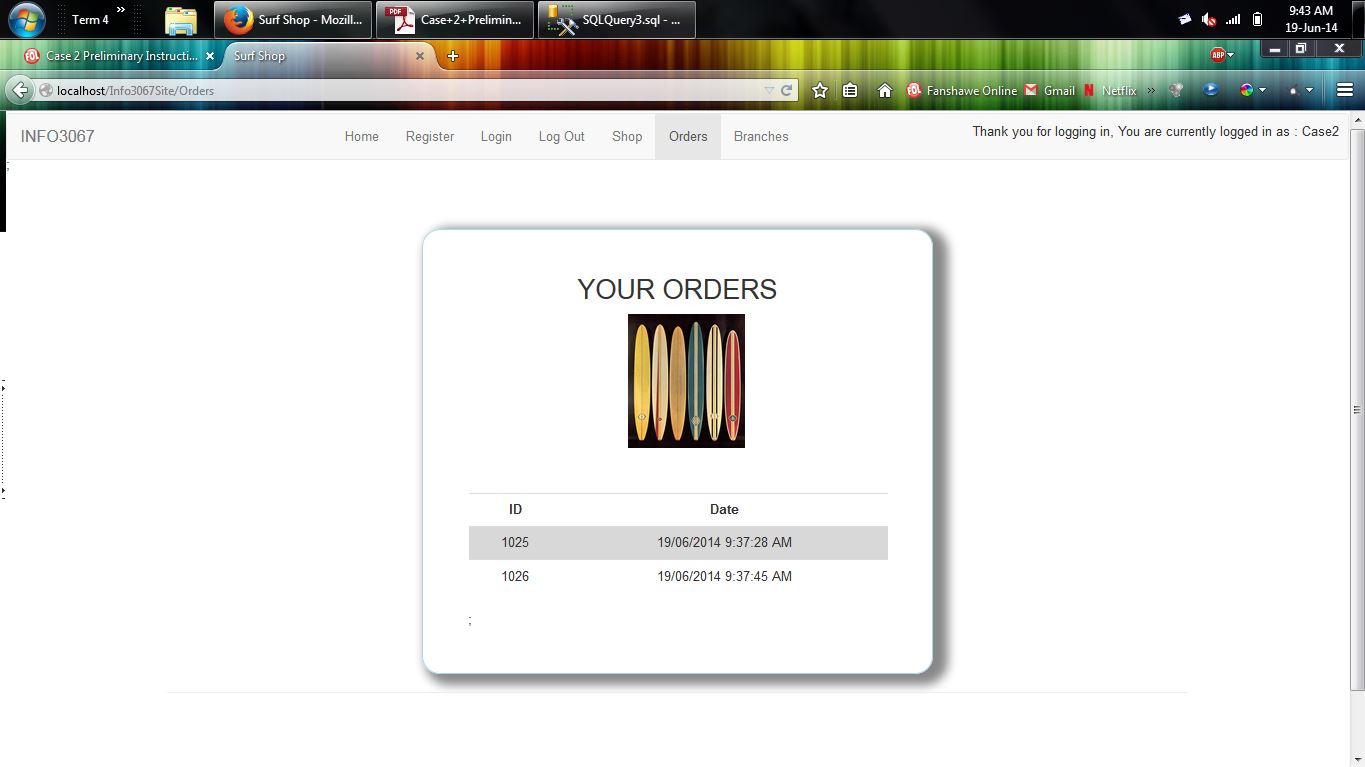 Term 4
»
Surf Shop - Mozill...
Case+2+Prelimin...
SQLQuery3.sql - ...
9:43 AM
19-Jun-14
Case 2 Preliminary Instructi...
Surf Shop
ABP
localhost/Info3067Site/Orders
Fanshawe Online
Gmail
Netflix
»
INFO3067
Home
Register
Login
Log Out
Shop
Orders
Branches
Thank you for logging in, You are currently logged in as : Case2
;
YOUR ORDERS
ID Date
1025 19/06/2014 9:37:28 AM
1026 19/06/2014 9:37:45 AM
;